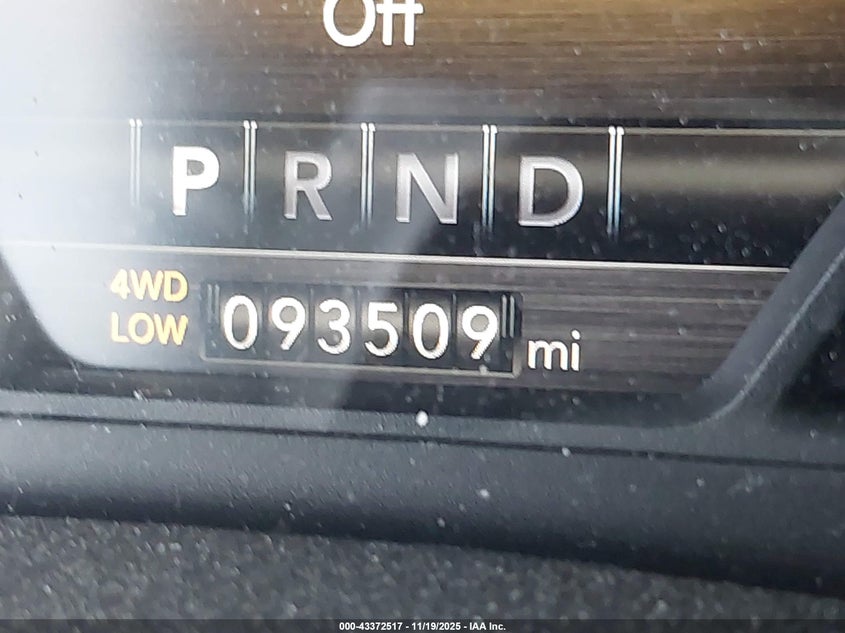 Off
P R N D
4WD
LOW
093509 mi
000-43372517 - 11/19/2025 - IAA Inc.